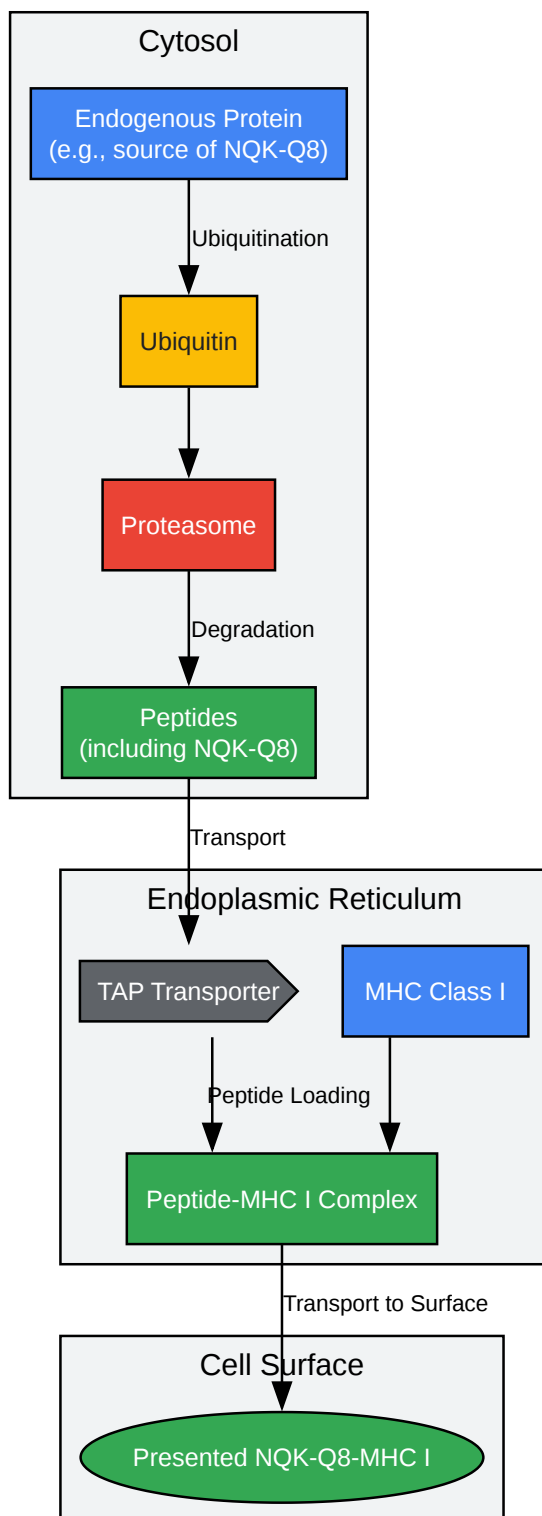 Cytosol
Endogenous Protein
(e.g., source of NQK-Q8)
Ubiquitination
Ubiquitin
Proteasome
Degradation
Peptides
(including NQK-Q8)
Transport
Endoplasmic Reticulum
TAP Transporter
MHC Class I
Peptide Loading
Peptide-MHC I Complex
Transport to Surface
Cell Surface
Presented NQK-Q8-MHC I